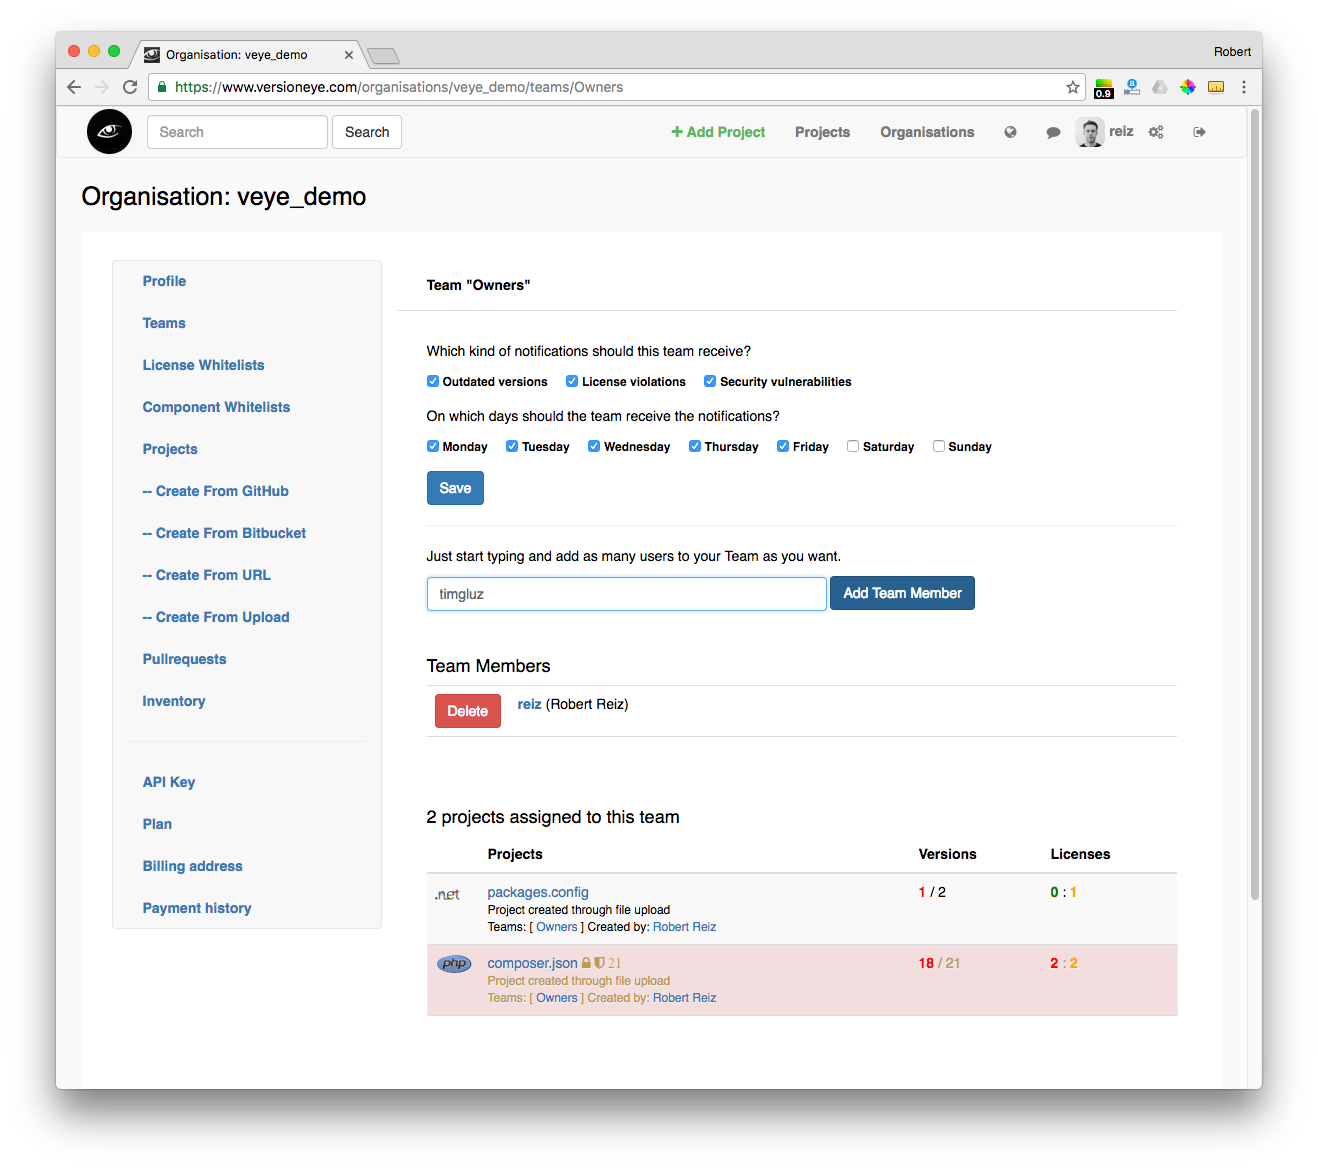 Organisation: veye_demo
Robert
https://www.versioneye.com/organisations/veye_demo/teams/Owners
0.9
Search
Search
Add Project
Projects
Organisations
reiz
Organisation: veye_demo
Profile
Teams
License Whitelists
Component Whitelists
Projects
-- Create From GitHub
-- Create From Bitbucket
-- Create From URL
-- Create From Upload
Pullrequests
Inventory
API Key
Plan
Billing address
Payment history
Team "Owners"
Which kind of notifications should this team receive?
Outdated versions License violations Security vulnerabilities
On which days should the team receive the notifications?
Monday Tuesday Wednesday Thursday Friday Saturday Sunday
Save
Just start typing and add as many users to your Team as you want.
timgluz Add Team Member
Team Members
Delete reiz (Robert Reiz)
2 projects assigned to this team
Projects Versions Licenses
.net packages.config 1 / 2 0 : 1
Project created through file upload
Teams: [ Owners ] Created by: Robert Reiz
php composer.json 21 18 / 21 2 : 2
Project created through file upload
Teams: [ Owners ] Created by: Robert Reiz